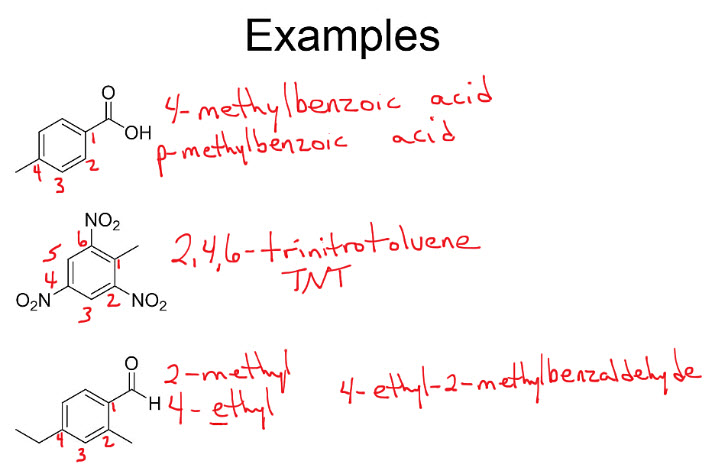 Examples
O
OH
1
2
3
4
4-methylbenzoic acid
p-methylbenzoic acid
NO₂
6
5
1
4
O₂N
2
NO₂
3
2,4,6-trinitrotoluene
TNT
O
H
1
2
3
4
2-methyl
4-ethyl
4-ethyl-2-methylbenzaldehyde